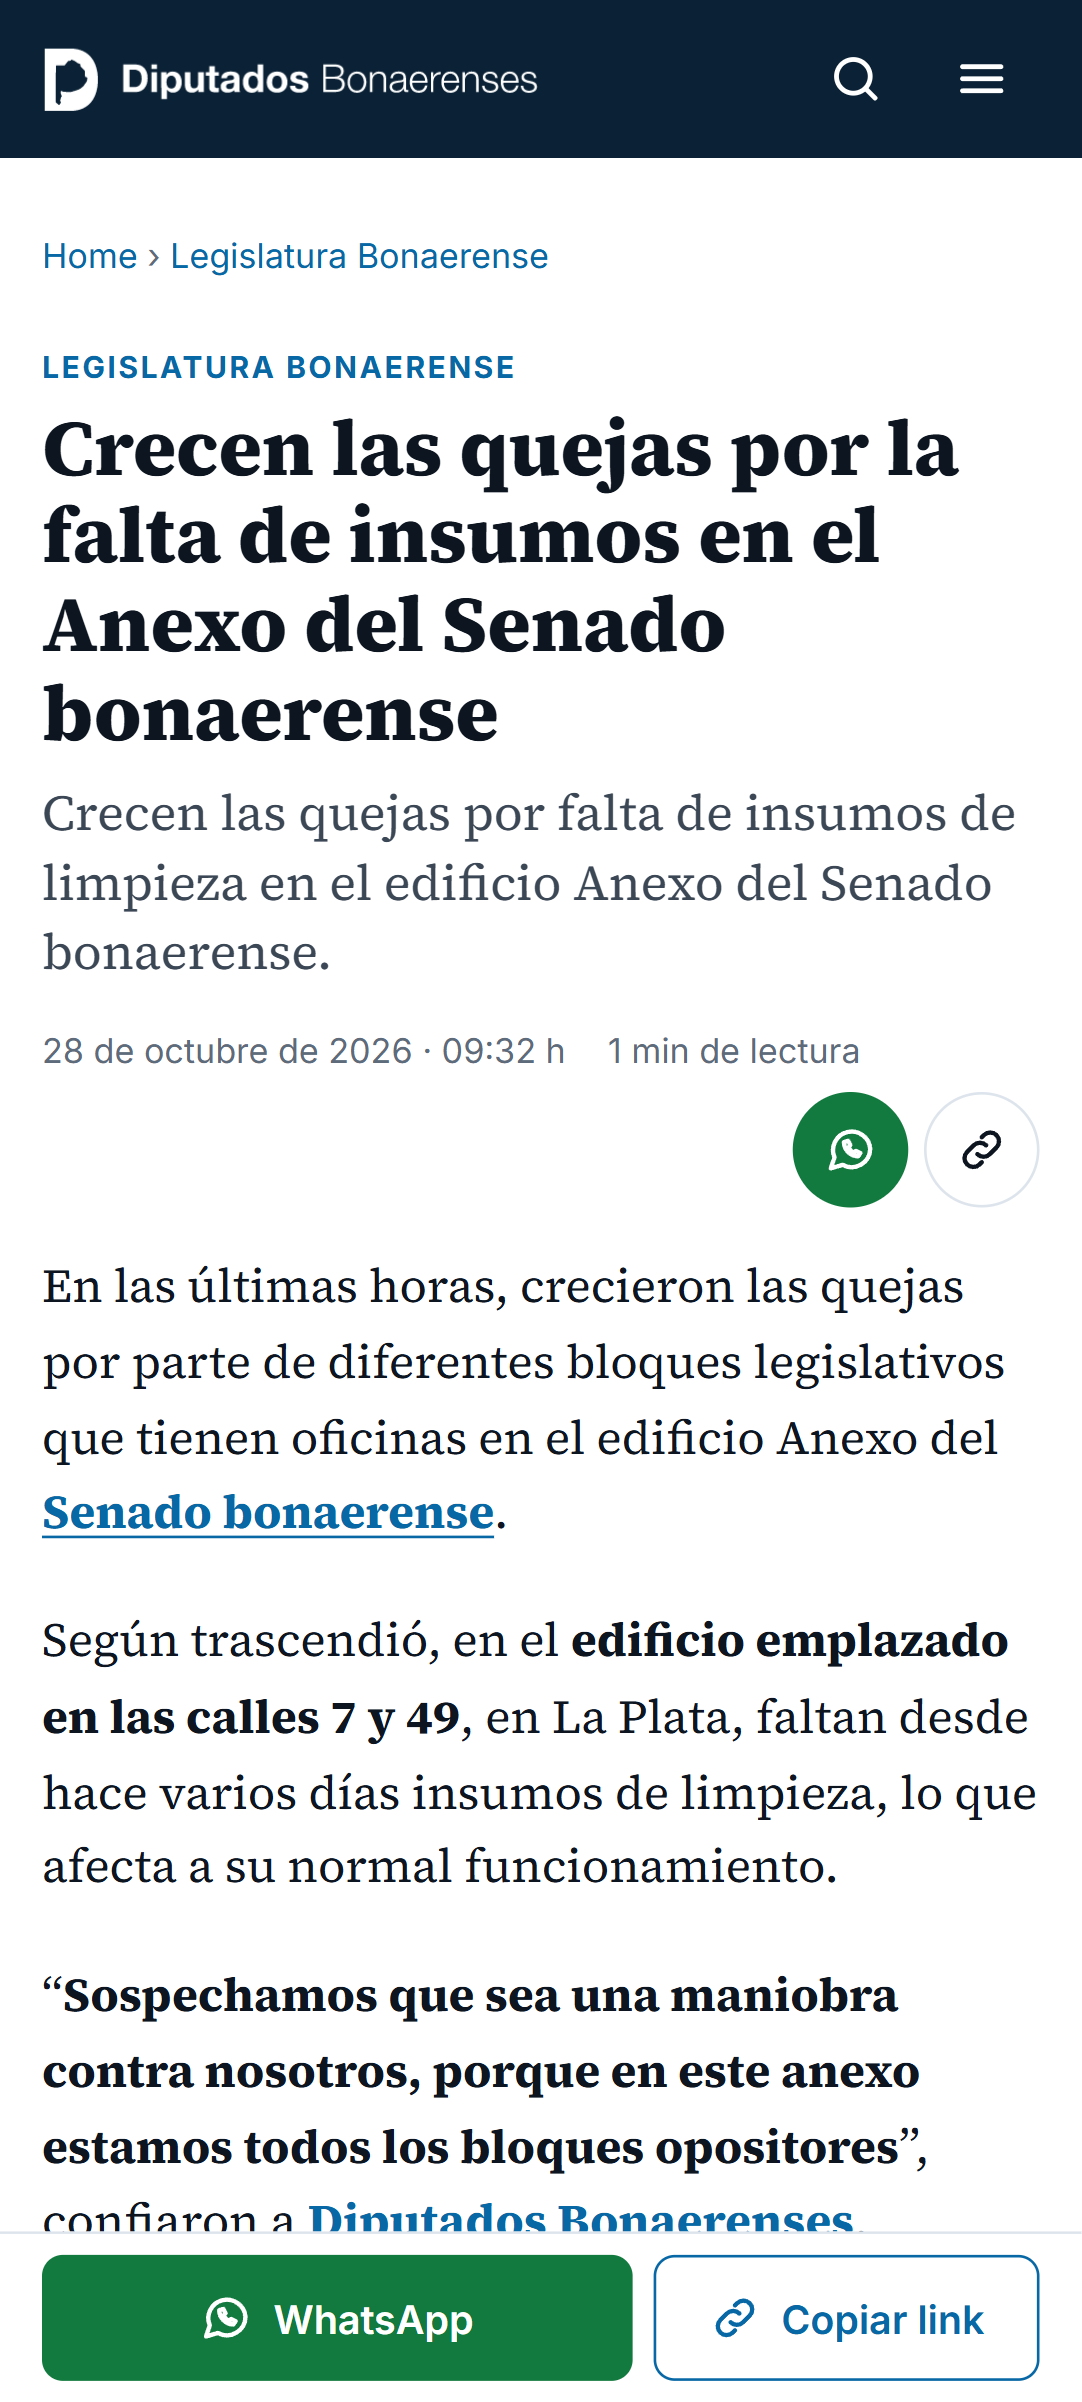 Diputados Bonaerenses
Home › Legislatura Bonaerense
LEGISLATURA BONAERENSE
Crecen las quejas por la
falta de insumos en el
Anexo del Senado
bonaerense
Crecen las quejas por falta de insumos de
limpieza en el edificio Anexo del Senado
bonaerense.
28 de octubre de 2026 · 09:32 h 1 min de lectura
En las últimas horas, crecieron las quejas
por parte de diferentes bloques legislativos
que tienen oficinas en el edificio Anexo del
Senado bonaerense.
Según trascendió, en el edificio emplazado
en las calles 7 y 49, en La Plata, faltan desde
hace varios días insumos de limpieza, lo que
afecta a su normal funcionamiento.
“Sospechamos que sea una maniobra
contra nosotros, porque en este anexo
estamos todos los bloques opositores”,
confiaron a Diputados Bonaerenses.
WhatsApp
Copiar link